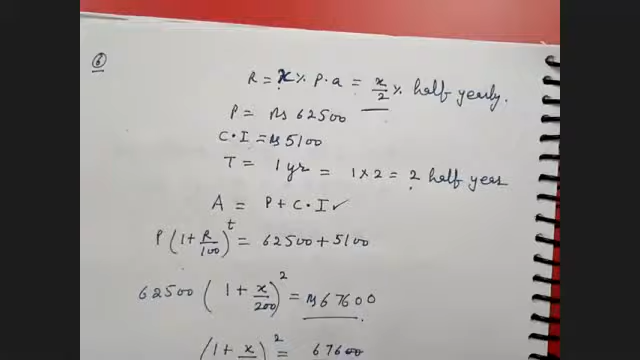 6
R = x % P.a = x/2 % half yearly.
P = Rs 62500
C.I = Rs 5100
T = 1 yr = 1 x 2 = 2 half years
A = P + C.I ✓
P (1 + R/100)^t = 62500 + 5100
62500 (1 + x/200)^2 = Rs 67600
(1 + x/ )^2 = 67600